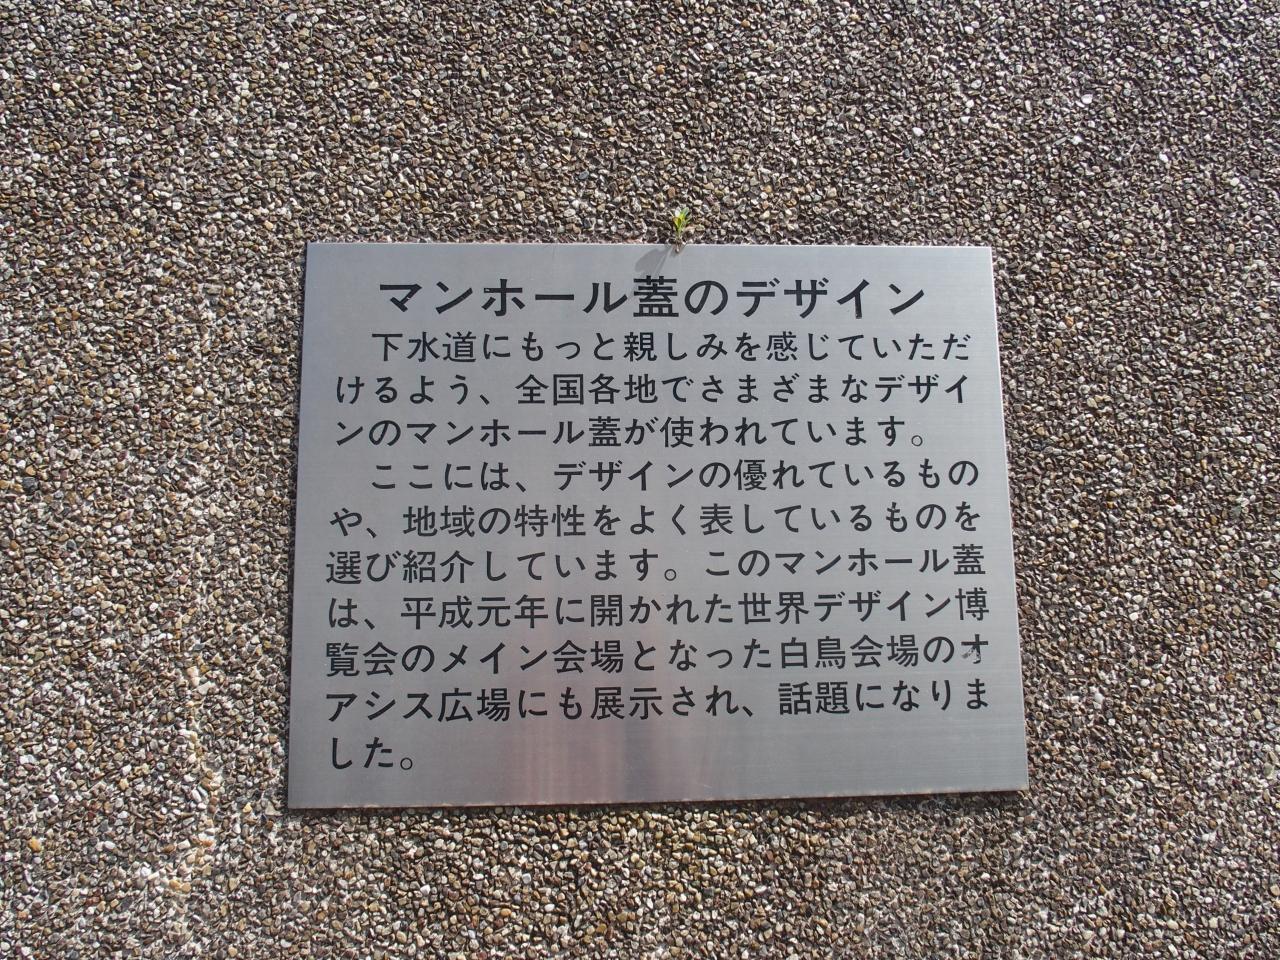 マンホール蓋のデザイン
下水道にもっと親しみを感じていただ
けるよう、全国各地でさまざまなデザイ
ンのマンホール蓋が使われています。
ここには、デザインの優れているもの
や、地域の特性をよく表しているものを
選び紹介しています。このマンホール蓋
は、平成元年に開かれた世界デザイン博
覧会のメイン会場となった白鳥会場のオ
アシス広場にも展示され、話題になりま
した。